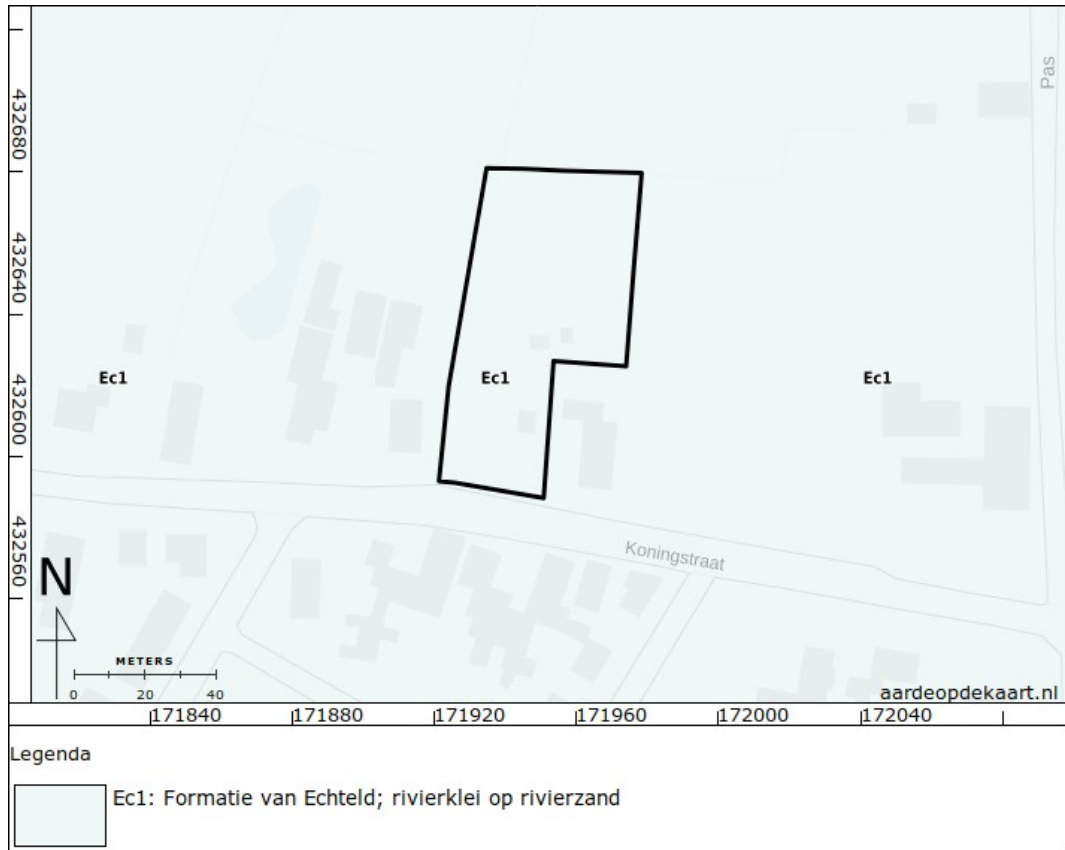 Pas
432680
432640
432600
432560
Ec1
Ec1
Ec1
Koningstraat
N
METERS
0 20 40
aardeopdekaart.nl
171840 171880 171920 171960 172000 172040
Legenda
Ec1: Formatie van Echteld; rivierklei op rivierzand